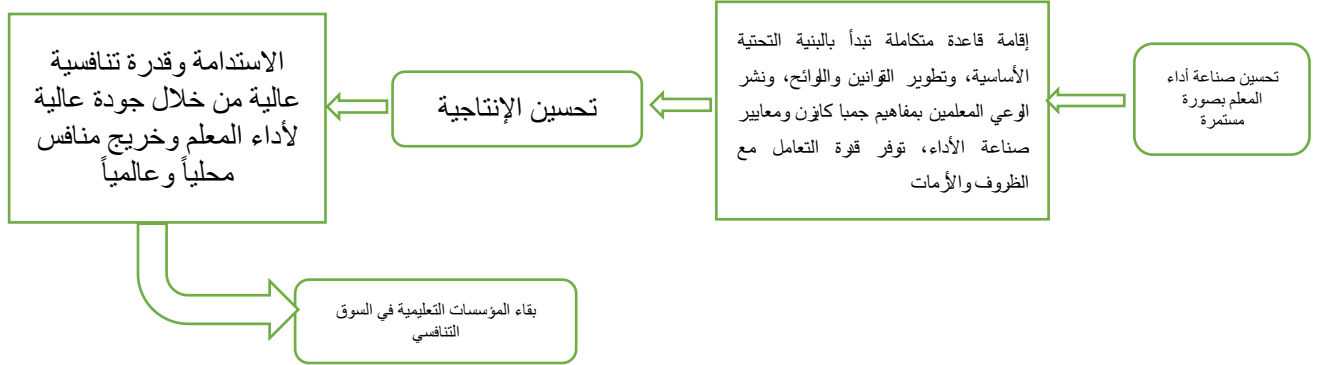 تحسين صناعة أداء
المعلم بصورة
مستمرة
إقامة قاعدة متكاملة تبدأ بالبنية التحتية
الأساسية، وتطوير القوانين واللوائح، ونشر
الوعي المعلمين بمفاهيم جمبا كايزن ومعايير
صناعة الأداء، توفر قدرة التعامل مع
الظروف والأزمات
تحسين الإنتاجية
الاستدامة وقدرة تنافسية
عالية من خلال جودة عالية
لأداء المعلم وخريج منافس
محلياً وعالمياً
بقاء المؤسسات التعليمية في السوق
التنافسي